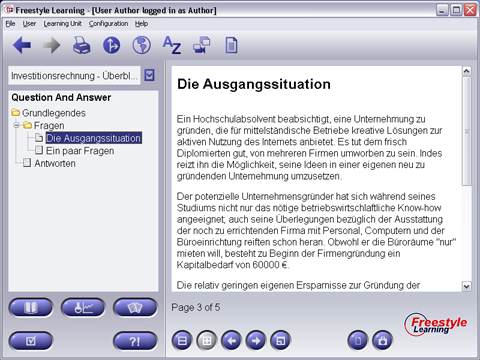 Freestyle Learning - [User Author logged in as Author]
File User Learning Unit Configuration Help
AZ
Investitionsrechnung - Überbl...
Question And Answer
Grundlegendes
Fragen
Die Ausgangssituation
Ein paar Fragen
Antworten
?!
Die Ausgangssituation
Ein Hochschulabsolvent beabsichtigt, eine Unternehmung zu
gründen, die für mittelständische Betriebe kreative Lösungen zur
aktiven Nutzung des Internets anbietet. Es tut dem frisch
Diplomierten gut, von mehreren Firmen umworben zu sein. Indes
reizt ihn die Möglichkeit, seine Ideen in einer eigenen neu zu
gründenden Unternehmung umzusetzen.
Der potenzielle Unternehmensgründer hat sich während seines
Studiums nicht nur das nötige betriebswirtschaftliche Know-how
angeeignet; auch seine Überlegungen bezüglich der Ausstattung
der noch zu errichtenden Firma mit Personal, Computern und der
Büroeinrichtung reiften schon heran. Obwohl er die Büroräume "nur"
mieten will, besteht zu Beginn der Firmengründung ein
Kapitalbedarf von 60000 €.
Die relativ geringen eigenen Ersparnisse zur Gründung der
Page 3 of 5
Freestyle
Learning